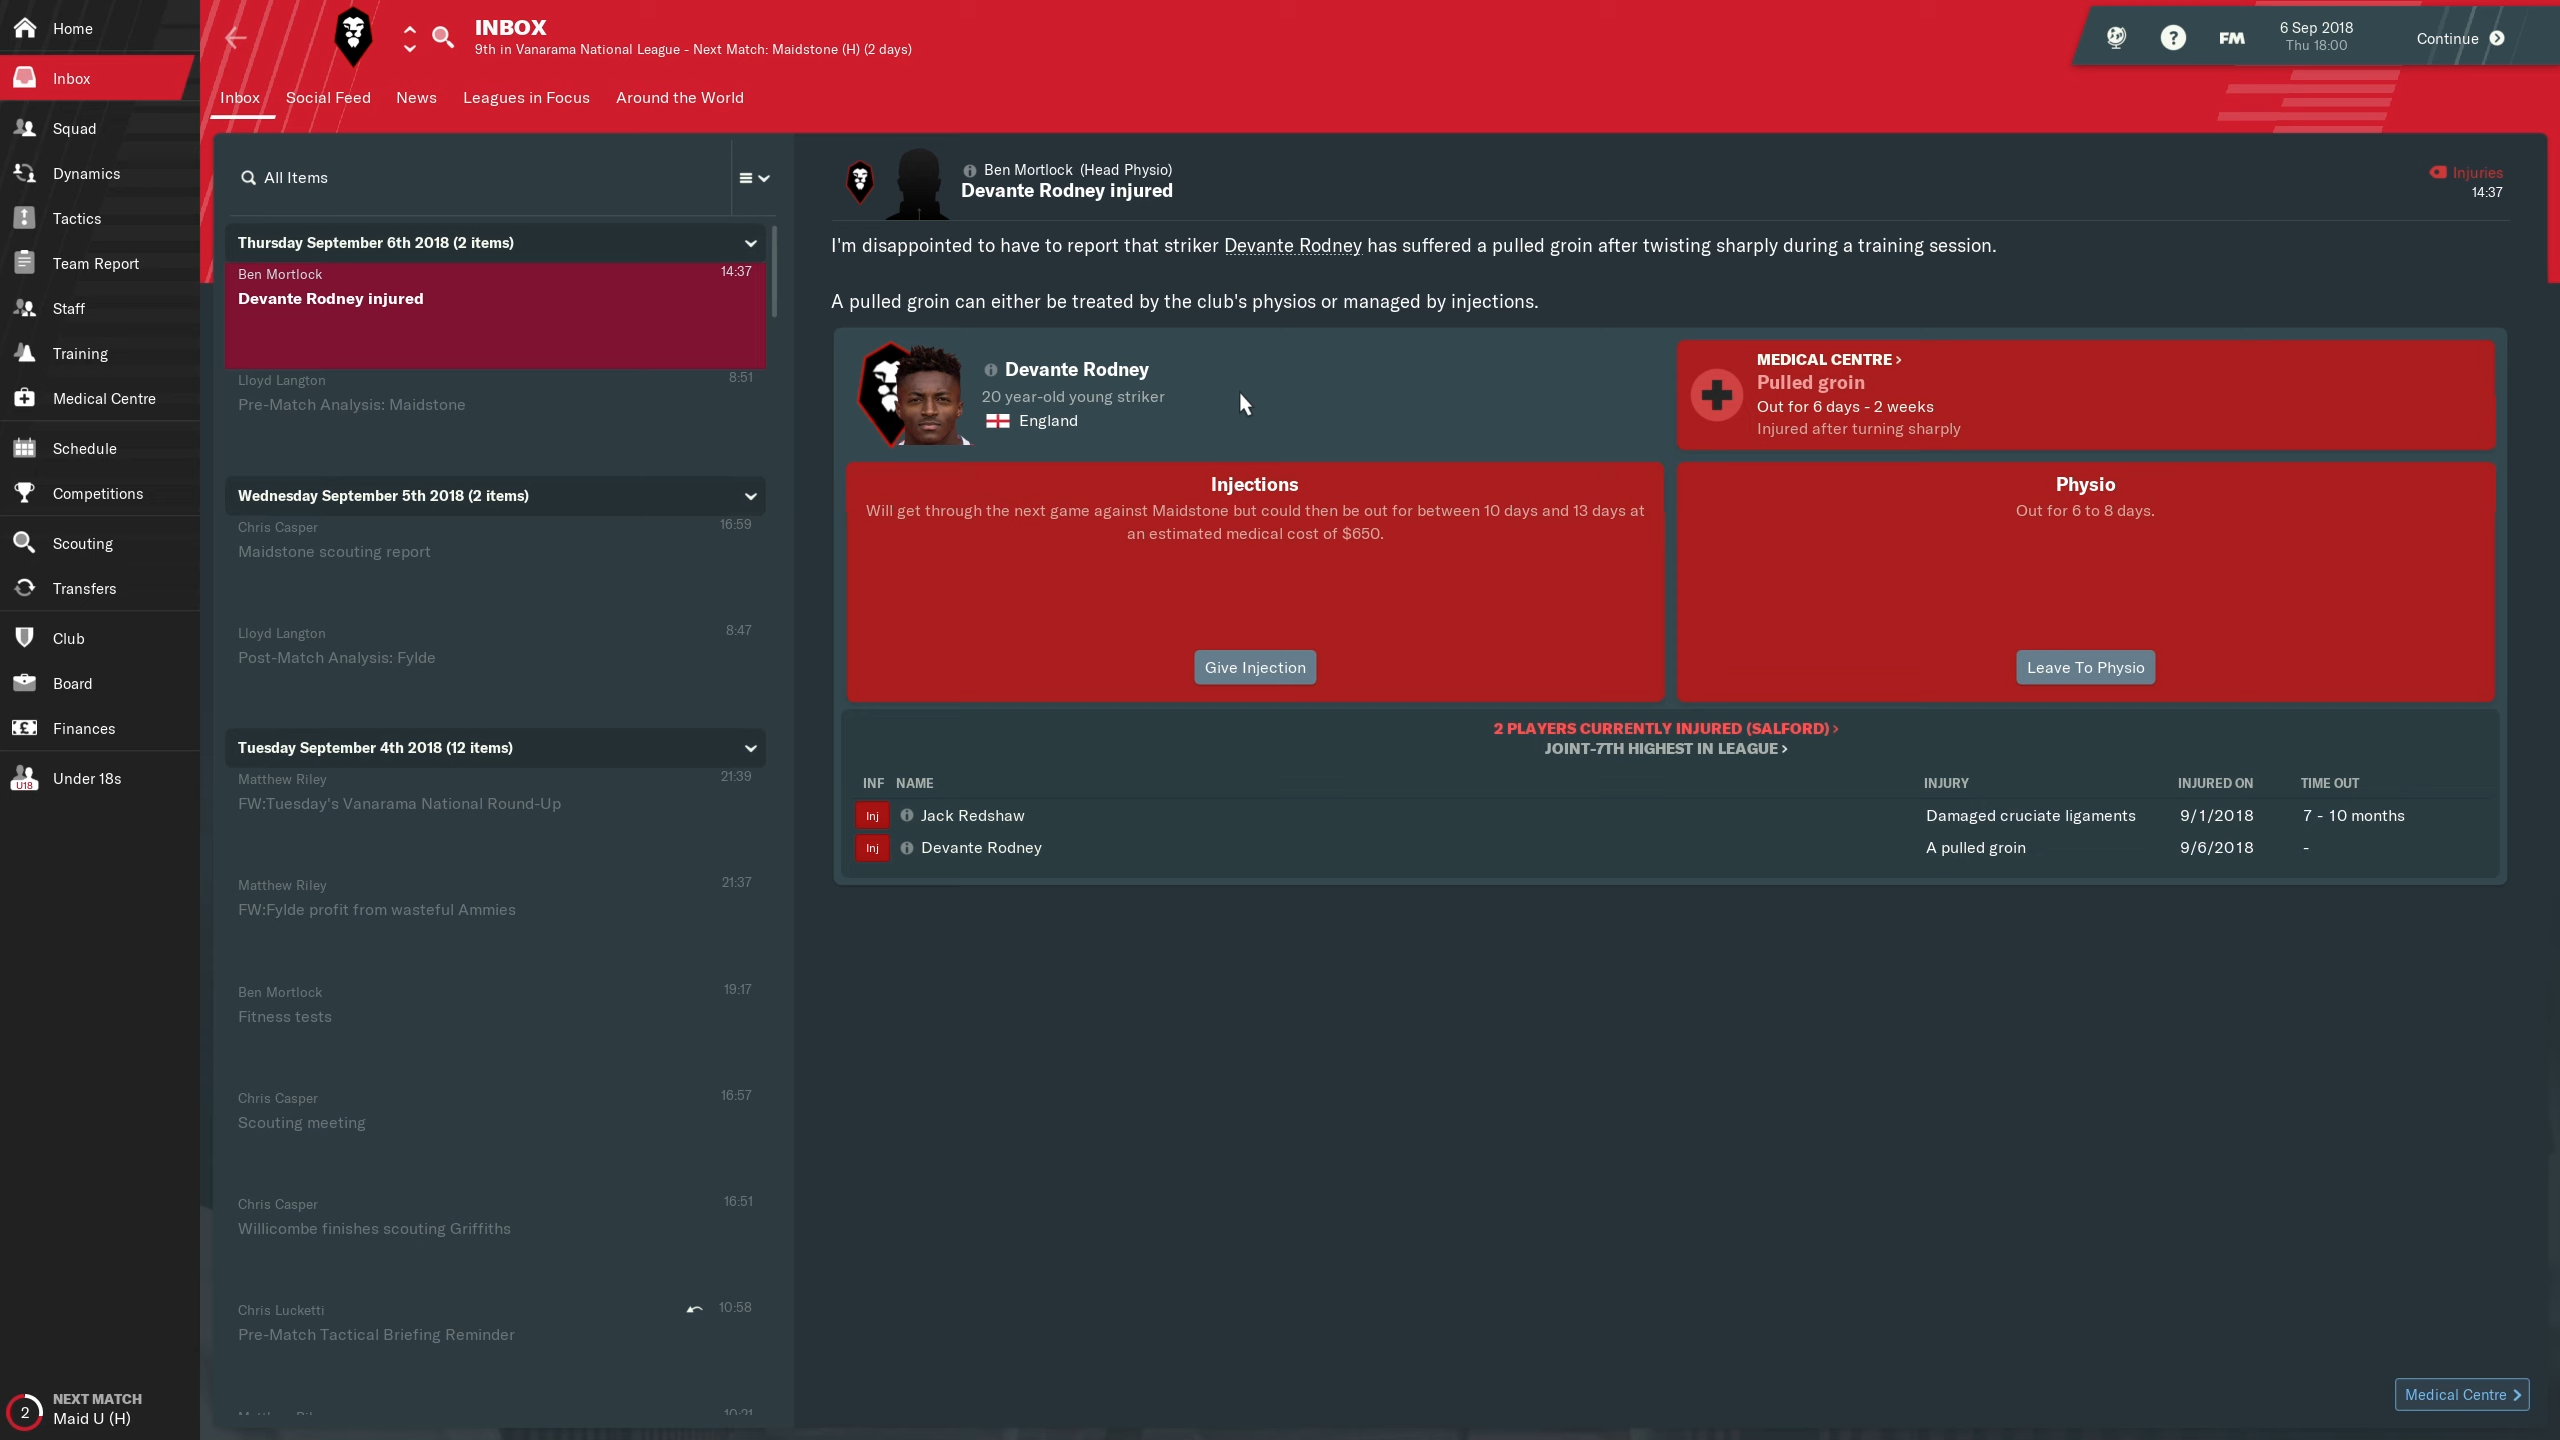 Home
Inbox
Squad
Dynamics
Tactics
Team Report
Staff
Training
Medical Centre
Schedule
Competitions
Scouting
Transfers
Club
Board
Finances
U18
Under 18s
2
NEXT MATCH
Maid U (H)
INBOX
9th in Vanarama National League - Next Match: Maidstone (H) (2 days)
Inbox Social Feed News Leagues in Focus Around the World
?
FM
6 Sep 2018
Thu 18:00
Continue
All Items
Thursday September 6th 2018 (2 items)
Ben Mortlock 14:37
Devante Rodney injured
Lloyd Langton 8:51
Pre-Match Analysis: Maidstone
Wednesday September 5th 2018 (2 items)
Chris Casper 16:59
Maidstone scouting report
Lloyd Langton 8:47
Post-Match Analysis: Fylde
Tuesday September 4th 2018 (12 items)
Matthew Riley 21:39
FW:Tuesday's Vanarama National Round-Up
Matthew Riley 21:37
FW:Fylde profit from wasteful Ammies
Ben Mortlock 19:17
Fitness tests
Chris Casper 16:57
Scouting meeting
Chris Casper 16:51
Willicombe finishes scouting Griffiths
Chris Lucketti 10:58
Pre-Match Tactical Briefing Reminder
Ben Mortlock (Head Physio)
Devante Rodney injured
Injuries
14:37
I'm disappointed to have to report that striker Devante Rodney has suffered a pulled groin after twisting sharply during a training session.
A pulled groin can either be treated by the club's physios or managed by injections.
Devante Rodney
20 year-old young striker
England
MEDICAL CENTRE >
Pulled groin
Out for 6 days - 2 weeks
Injured after turning sharply
Injections
Will get through the next game against Maidstone but could then be out for between 10 days and 13 days at
an estimated medical cost of $650.
Give Injection
Physio
Out for 6 to 8 days.
Leave To Physio
2 PLAYERS CURRENTLY INJURED (SALFORD) >
JOINT-7TH HIGHEST IN LEAGUE >
INF NAME INJURY INJURED ON TIME OUT
Inj Jack Redshaw Damaged cruciate ligaments 9/1/2018 7 - 10 months
Inj Devante Rodney A pulled groin 9/6/2018 -
Medical Centre >